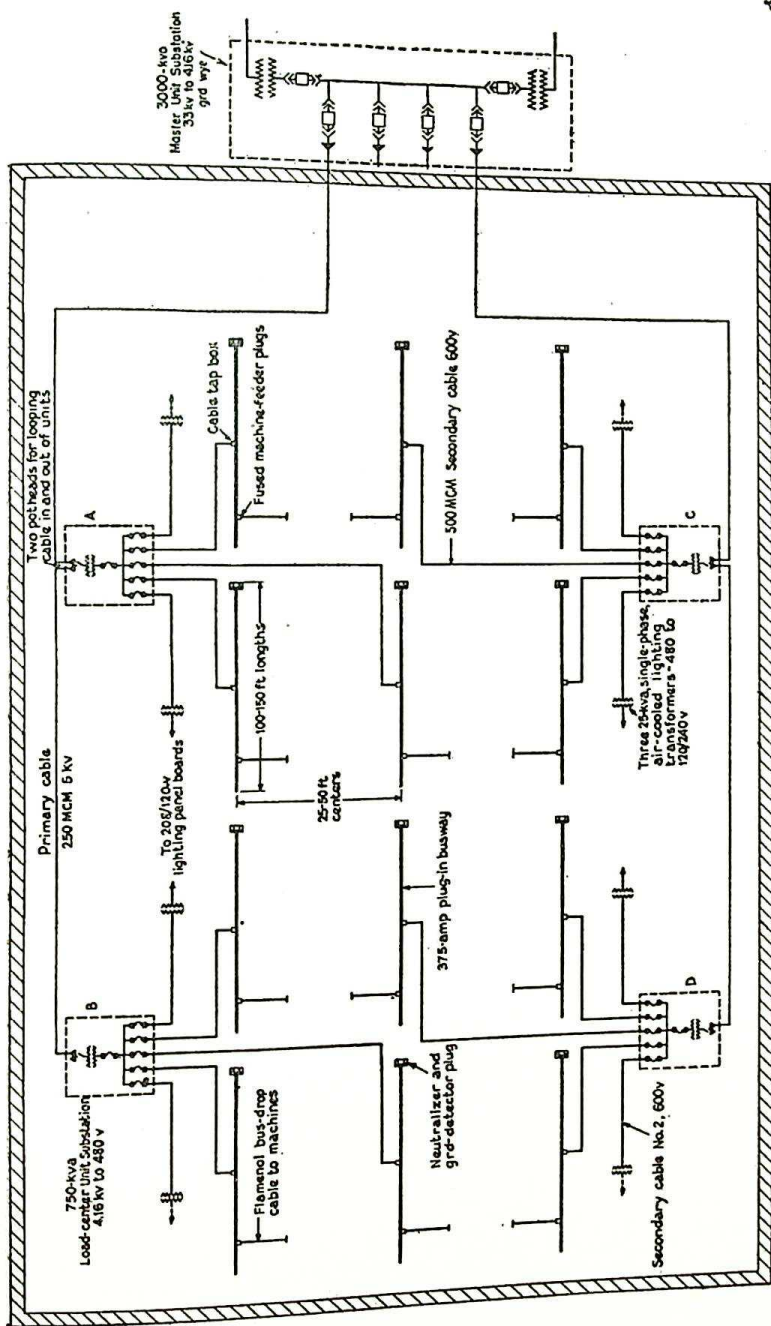 3000-kva
Master Unit Substation
33 kv to 4.16 kv
grd wye
Two potheads for looping
cable in and out of units
A
Cable tap box
Fused machine-feeder plugs
Primary cable
250 MCM 5 kv
To 208/120-v
lighting panel boards
100-150 ft lengths
25-50 ft
centers
500 MCM Secondary cable 600v
C
Three 25-kva, single-phase,
air-cooled lighting
transformers-480 to
120/240 v
B
750-kva
Load-center Unit Substation
4.16 kv to 480 v
Flamenol bus-drop
cable to machines
375-amp plug-in busway
Neutralizer and
grd-detector plug
D
Secondary cable No.2, 600v